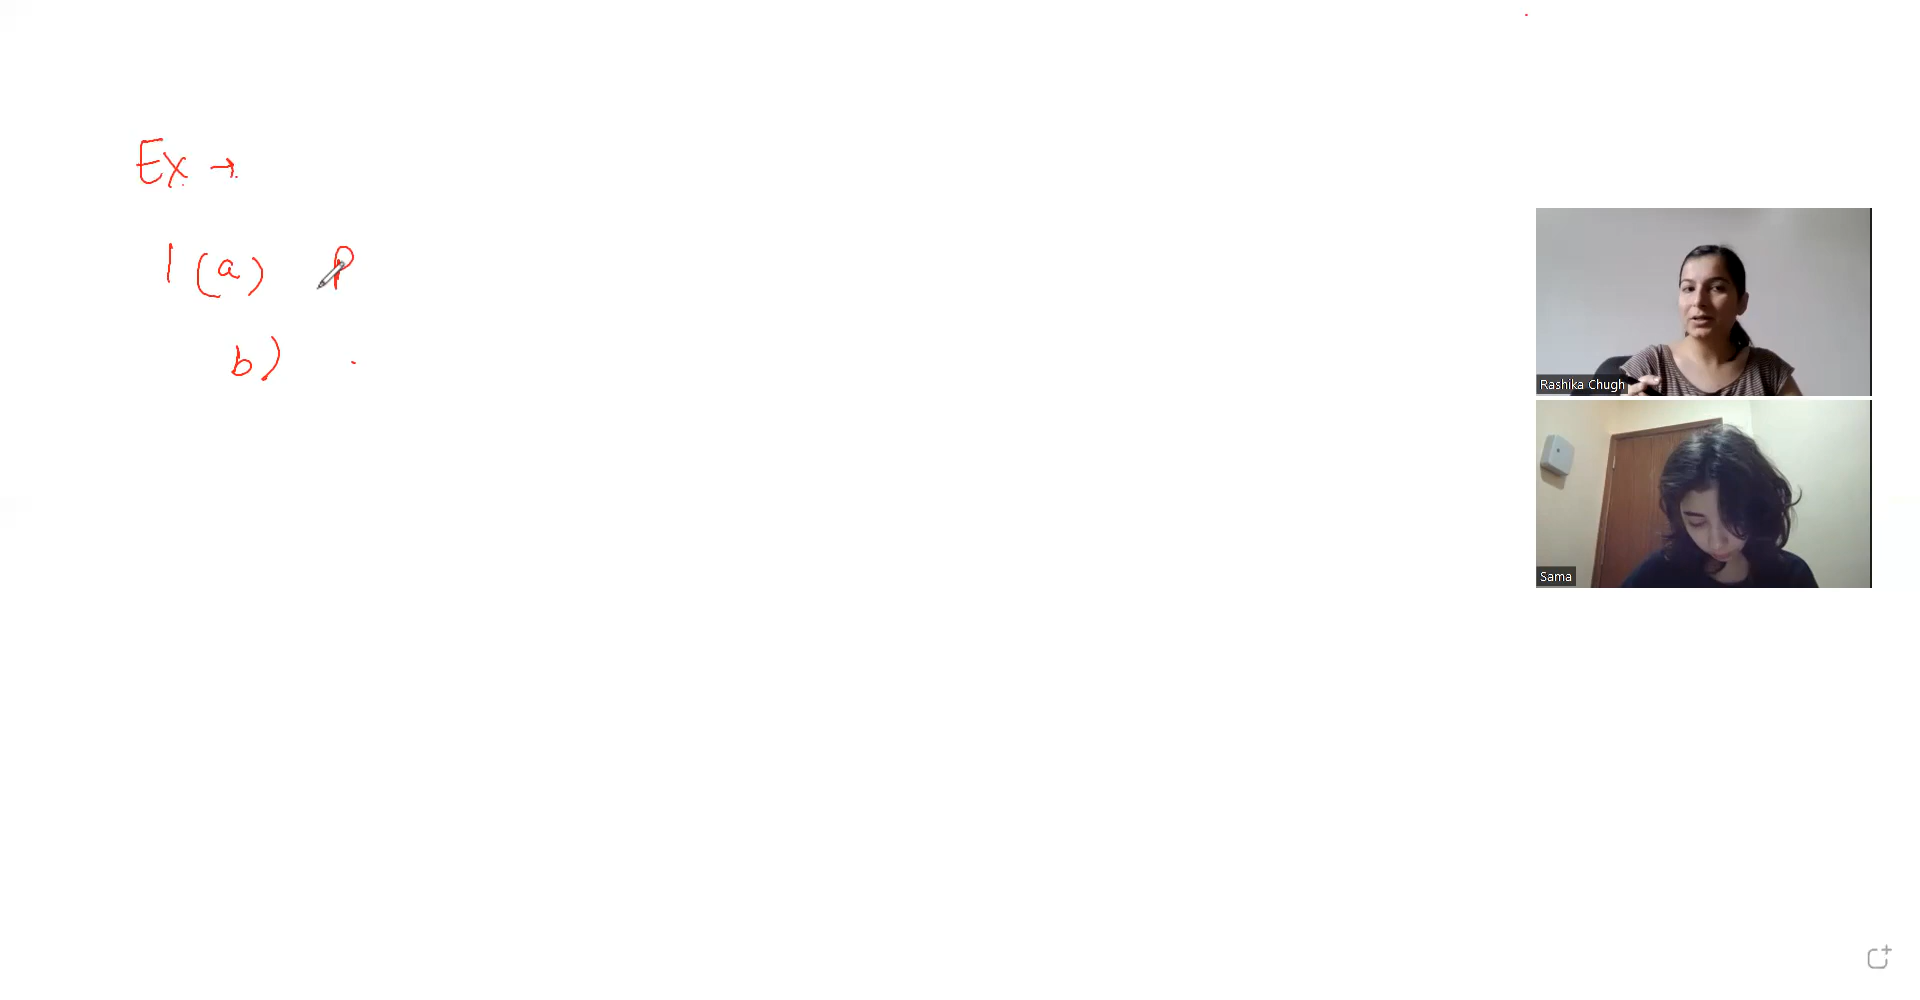 Ex →
1 (a) P
b) .
Rashika Chugh
Sama